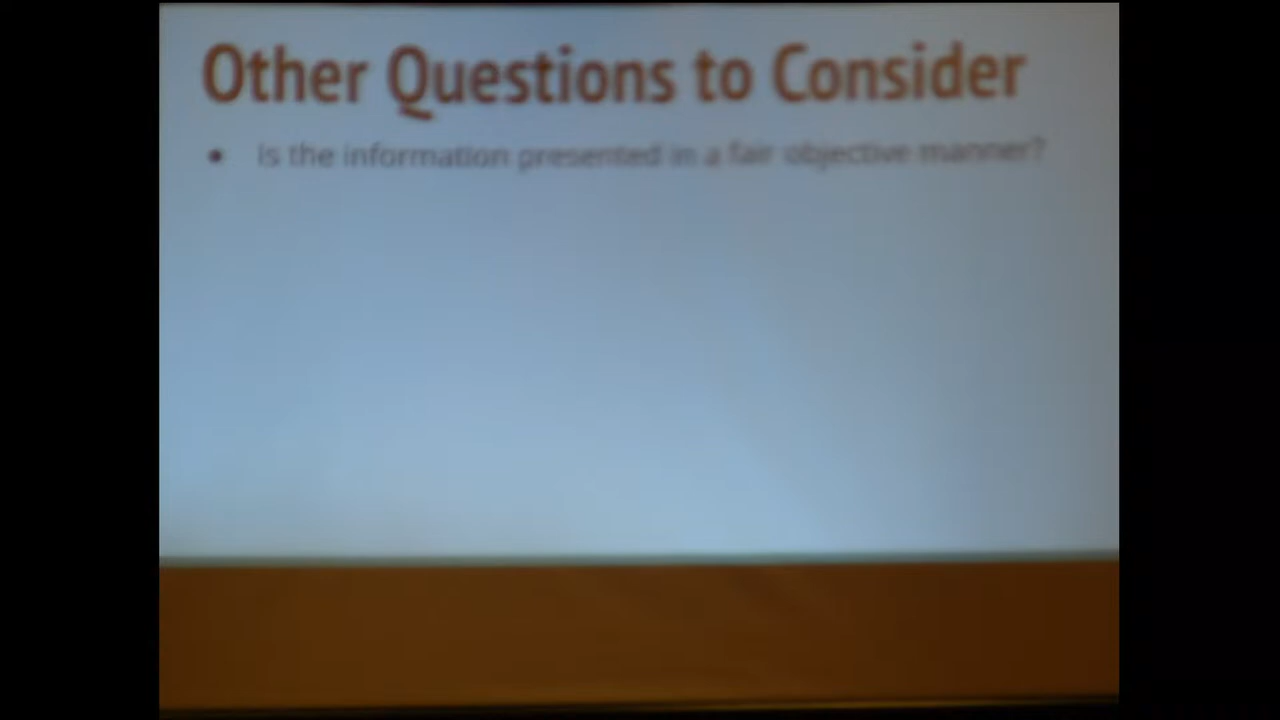 Other Questions to Consider
• Is the information presented in a fair objective manner?